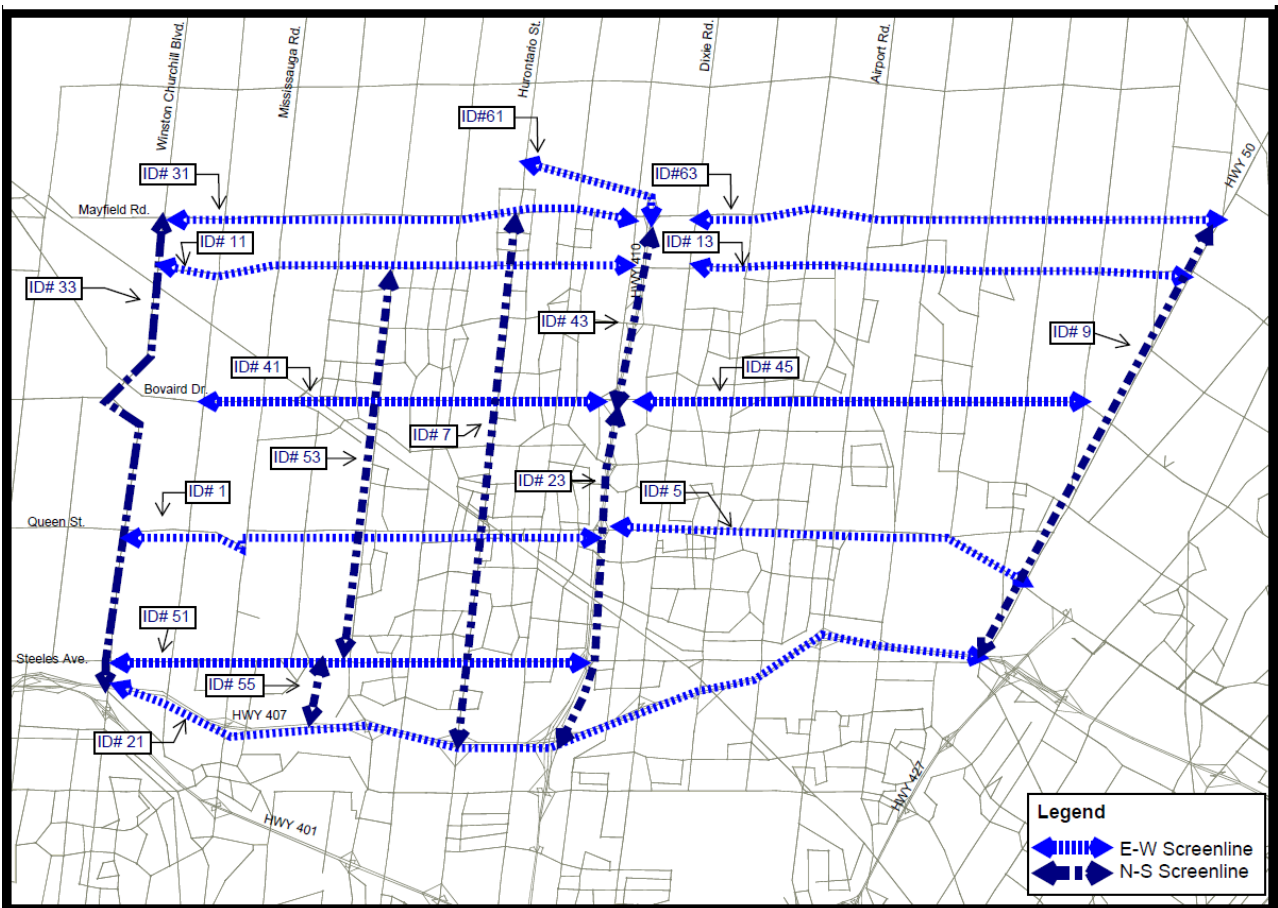 Winston Churchill Blvd.
Mississauga Rd.
Hurontario St.
Dixie Rd.
Airport Rd.
ID#61
HWY 50
ID# 31
ID#63
Mayfield Rd.
ID# 11
ID# 13
HWY 410
ID# 33
ID# 43
ID# 9
ID# 41
ID# 45
Bovaird Dr.
ID# 7
ID# 53
ID# 23
ID# 5
ID# 1
Queen St.
ID# 51
Steeles Ave.
ID# 55
HWY 407
ID# 21
HWY 427
HWY 401
Legend
E-W Screenline
N-S Screenline